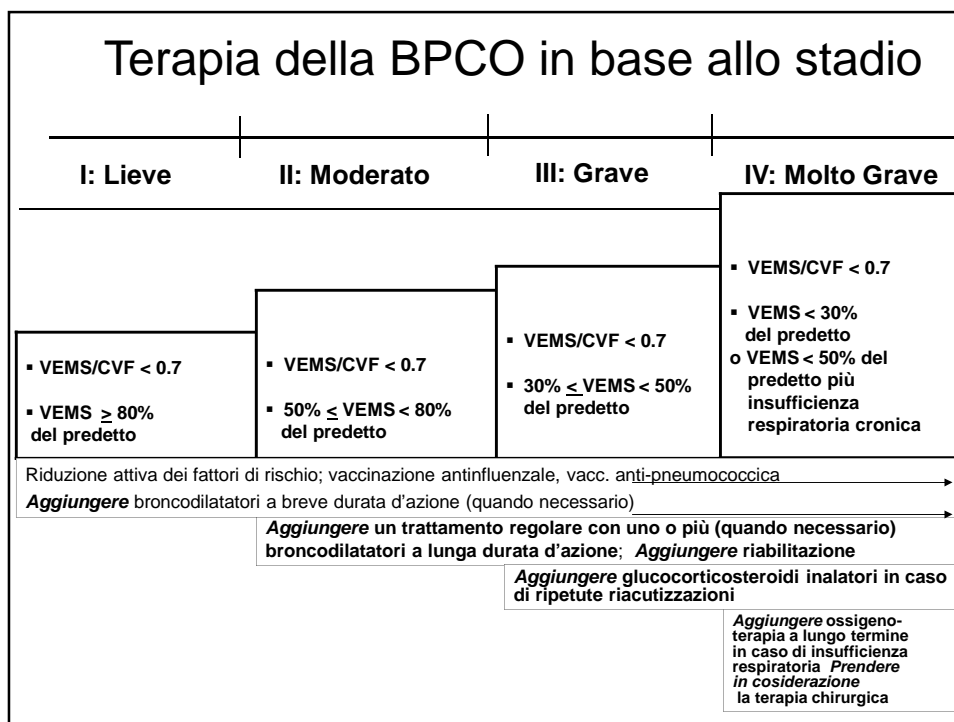 Terapia della BPCO in base allo stadio
I: Lieve
II: Moderato
III: Grave
IV: Molto Grave
▪ VEMS/CVF < 0.7
▪ VEMS ≥ 80%
del predetto
▪ VEMS/CVF < 0.7
▪ 50% ≤ VEMS < 80%
del predetto
▪ VEMS/CVF < 0.7
▪ 30% ≤ VEMS < 50%
del predetto
▪ VEMS/CVF < 0.7
▪ VEMS < 30%
del predetto
o VEMS < 50% del
predetto più
insufficienza
respiratoria cronica
Riduzione attiva dei fattori di rischio; vaccinazione antinfluenzale, vacc. anti-pneumococcica
Aggiungere broncodilatatori a breve durata d'azione (quando necessario)
Aggiungere un trattamento regolare con uno o più (quando necessario)
broncodilatatori a lunga durata d'azione; Aggiungere riabilitazione
Aggiungere glucocorticosteroidi inalatori in caso
di ripetute riacutizzazioni
Aggiungere ossigeno-
terapia a lungo termine
in caso di insufficienza
respiratoria Prendere
in cosiderazione
la terapia chirurgica